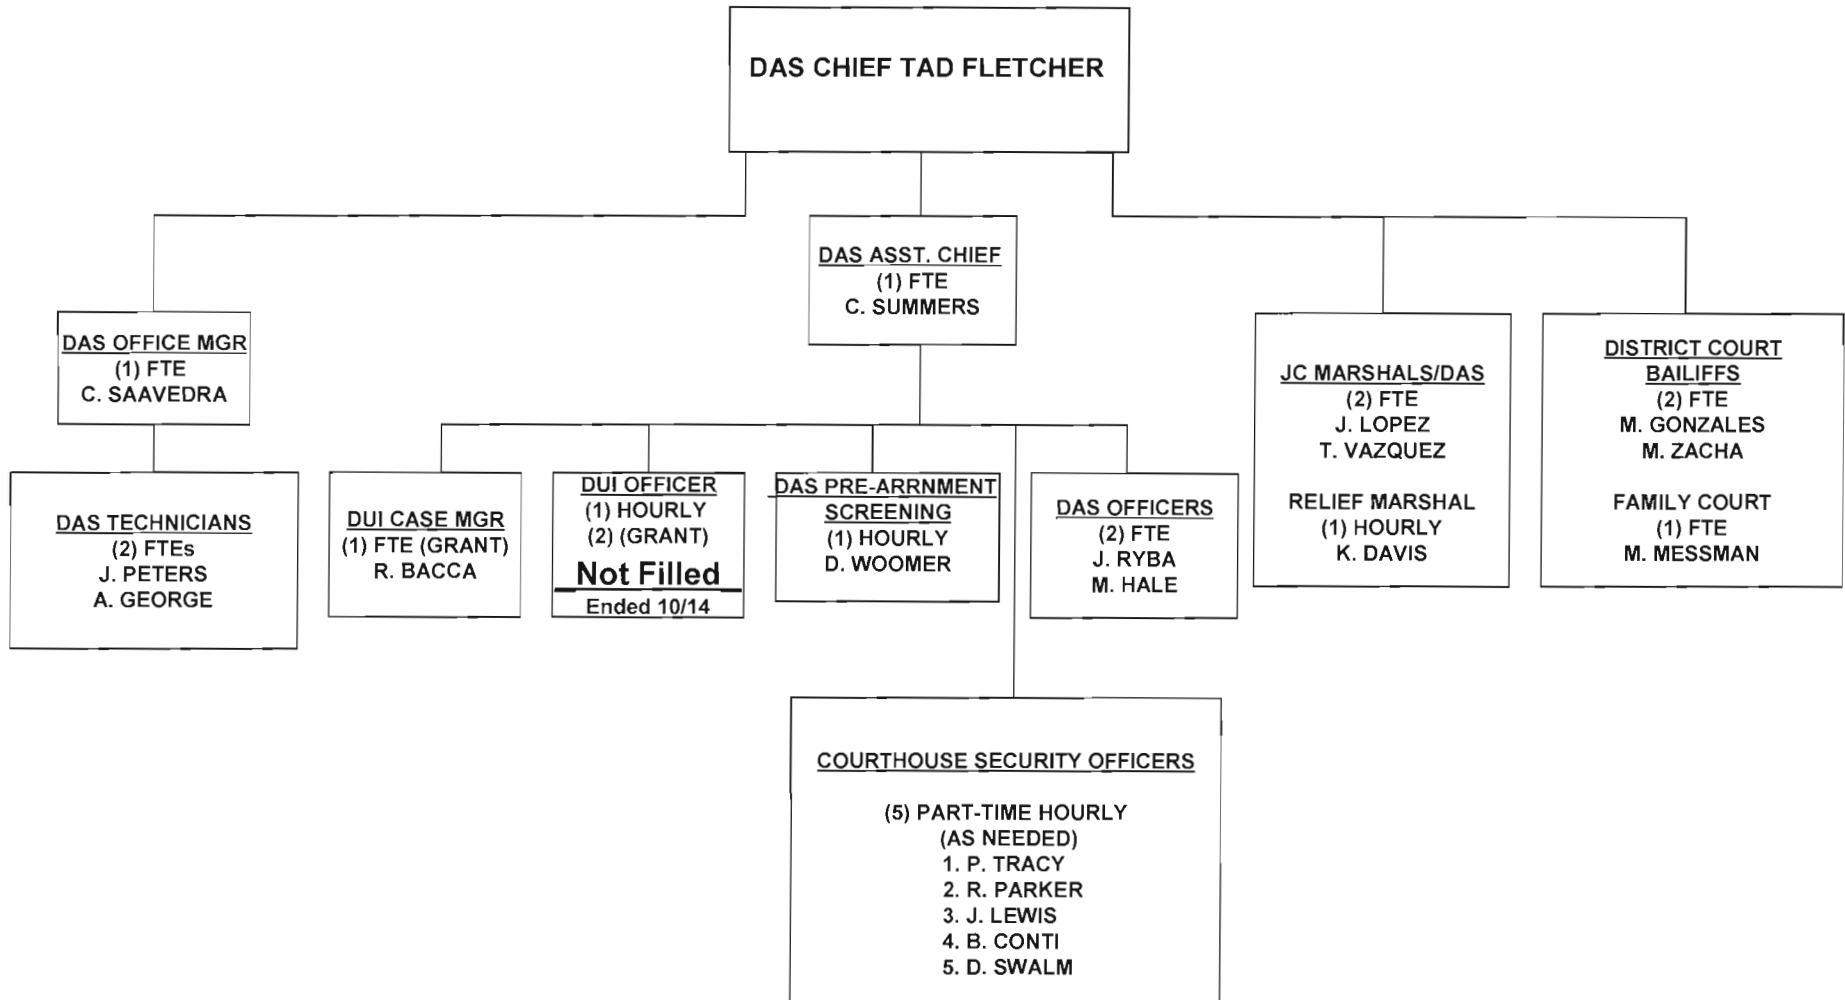 DAS CHIEF TAD FLETCHER
DAS ASST. CHIEF
(1) FTE
C. SUMMERS
DAS OFFICE MGR
(1) FTE
C. SAAVEDRA
JC MARSHALS/DAS
(2) FTE
J. LOPEZ
T. VAZQUEZ
RELIEF MARSHAL
(1) HOURLY
K. DAVIS
DISTRICT COURT
BAILIFFS
(2) FTE
M. GONZALES
M. ZACHA
FAMILY COURT
(1) FTE
M. MESSMAN
DAS TECHNICIANS
(2) FTEs
J. PETERS
A. GEORGE
DUI CASE MGR
(1) FTE (GRANT)
R. BACCA
DUI OFFICER
(1) HOURLY
(2) (GRANT)
Not Filled
Ended 10/14
DAS PRE-ARRNMENT
SCREENING
(1) HOURLY
D. WOOMER
DAS OFFICERS
(2) FTE
J. RYBA
M. HALE
COURTHOUSE SECURITY OFFICERS
(5) PART-TIME HOURLY
(AS NEEDED)
1. P. TRACY
2. R. PARKER
3. J. LEWIS
4. B. CONTI
5. D. SWALM